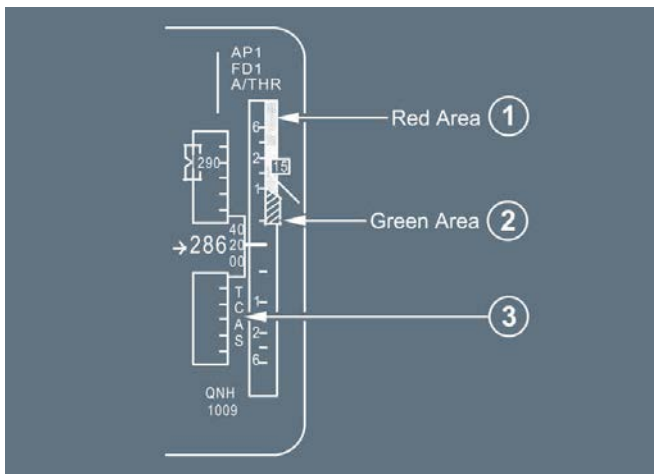 AP1
FD1
A/THR
Red Area 1
6
290
2
15
1
Green Area 2
40
286 20
00
T
C
A
S
1
3
2
6
QNH
1009